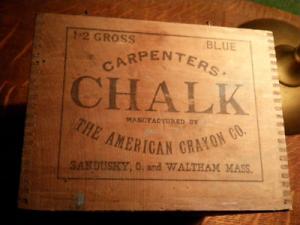 1-2 GROSS BLUE
CARPENTERS'
CHALK
MANUFACTURED BY
THE AMERICAN CRAYON CO.
SANDUSKY, O. and WALTHAM MASS.